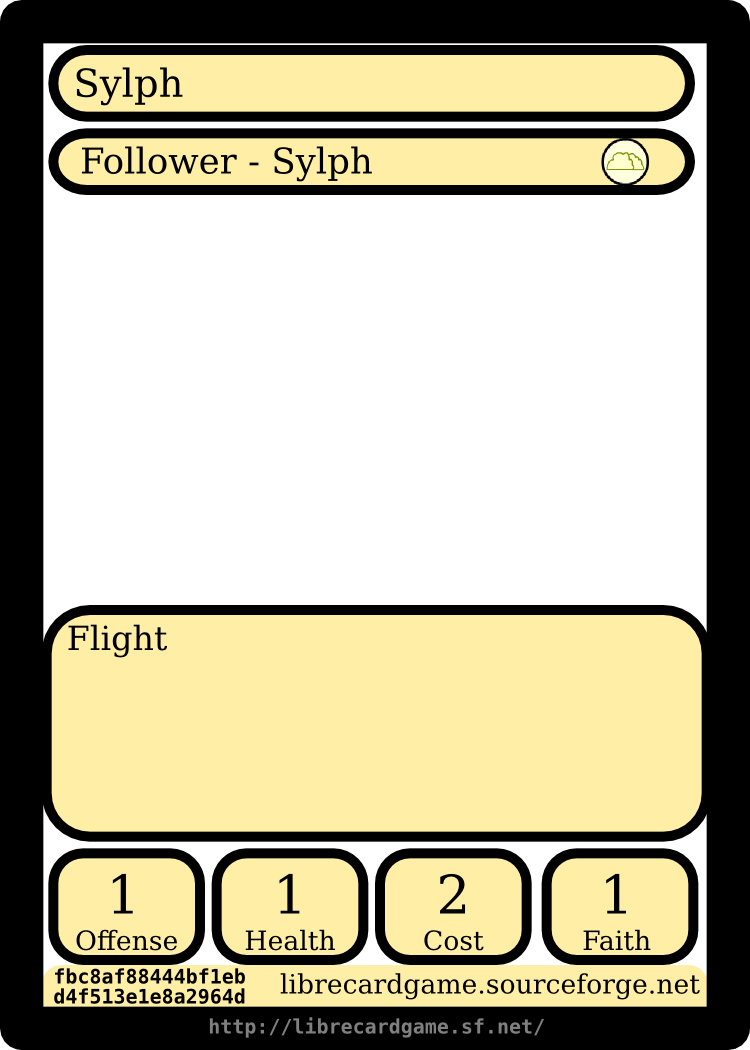 Sylph
Follower - Sylph
Flight
1
Offense
1
Health
2
Cost
1
Faith
fbc8af88444bf1eb
d4f513e1e8a2964d
librecardgame.sourceforge.net
http://librecardgame.sf.net/